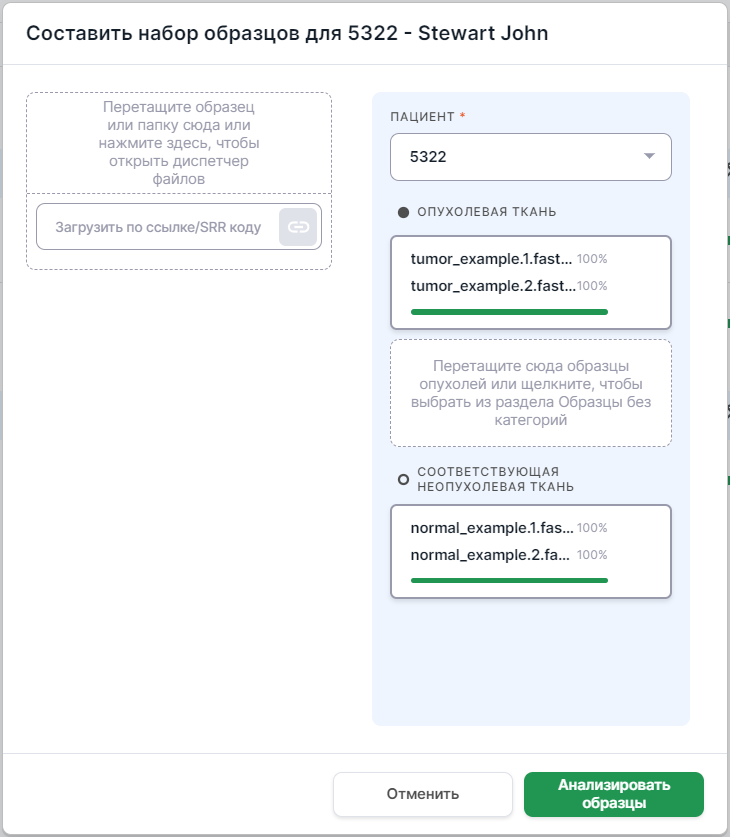 Составить набор образцов для 5322 - Stewart John
Перетащите образец
или папку сюда или
нажмите здесь, чтобы
открыть диспетчер
файлов
Загрузить по ссылке/SRR коду
ПАЦИЕНТ *
5322
ОПУХОЛЕВАЯ ТКАНЬ
tumor_example.1.fast... 100%
tumor_example.2.fast... 100%
Перетащите сюда образцы
опухолей или щелкните, чтобы
выбрать из раздела Образцы без
категорий
СООТВЕТСТВУЮЩАЯ
НЕОПУХОЛЕВАЯ ТКАНЬ
normal_example.1.fas... 100%
normal_example.2.fa... 100%
Отменить
Анализировать
образцы